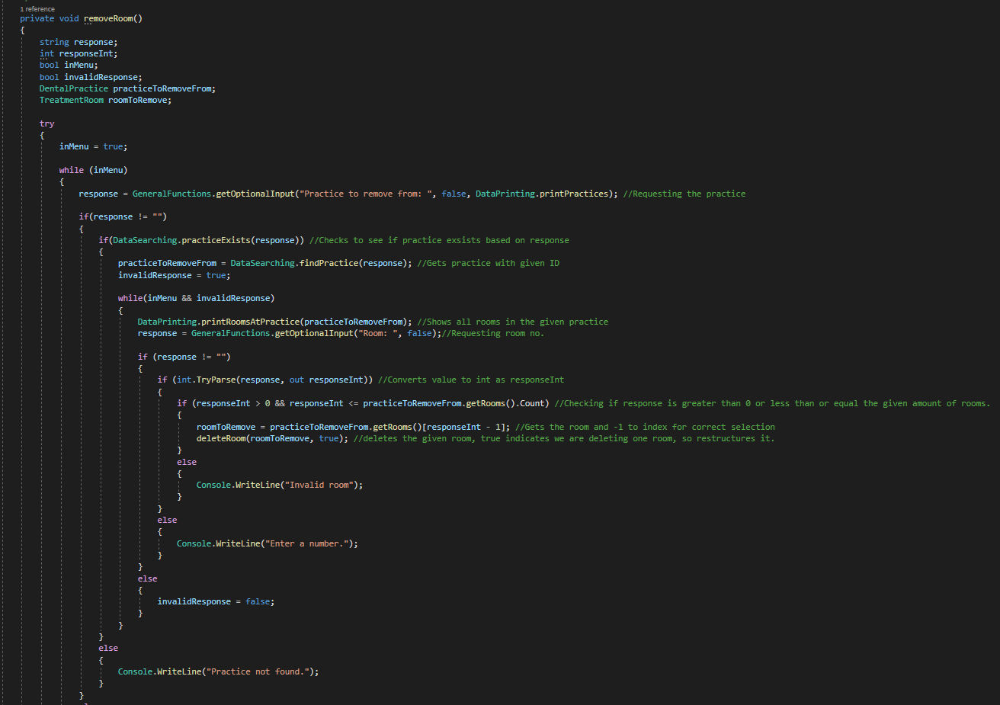 1 reference
private void removeRoom()
{
string response;
int responseInt;
bool inMenu;
bool invalidResponse;
DentalPractice practiceToRemoveFrom;
TreatmentRoom roomToRemove;
try
{
inMenu = true;
while (inMenu)
{
response = GeneralFunctions.getOptionalInput("Practice to remove from: ", false, DataPrinting.printPractices); //Requesting the practice
if(response != "")
{
if(DataSearching.practiceExists(response)) //Checks to see if practice exsists based on response
{
practiceToRemoveFrom = DataSearching.findPractice(response); //Gets practice with given ID
invalidResponse = true;
while(inMenu && invalidResponse)
{
DataPrinting.printRoomsAtPractice(practiceToRemoveFrom); //Shows all rooms in the given practice
response = GeneralFunctions.getOptionalInput("Room: ", false);//Requesting room no.
if (response != "")
{
if (int.TryParse(response, out responseInt)) //Converts value to int as responseInt
{
if (responseInt > 0 && responseInt <= practiceToRemoveFrom.getRooms().Count) //Checking if response is greater than 0 or less than or equal the given amount of rooms.
{
roomToRemove = practiceToRemoveFrom.getRooms()[responseInt - 1]; //Gets the room and -1 to index for correct selection
deleteRoom(roomToRemove, true); //deletes the given room, true indicates we are deleting one room, so restructures it.
}
else
{
Console.WriteLine("Invalid room");
}
}
else
{
Console.WriteLine("Enter a number.");
}
}
else
{
invalidResponse = false;
}
}
}
else
{
Console.WriteLine("Practice not found.");
}
}